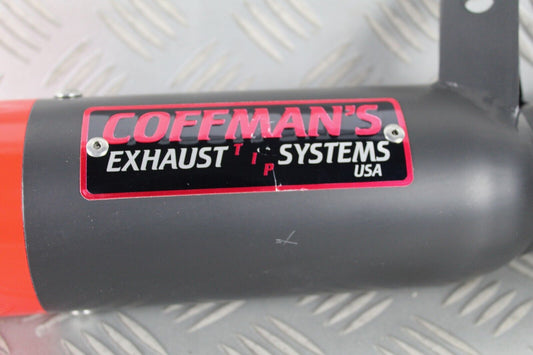 COFFMAN'S
EXHAUST TIP SYSTEMS
USA